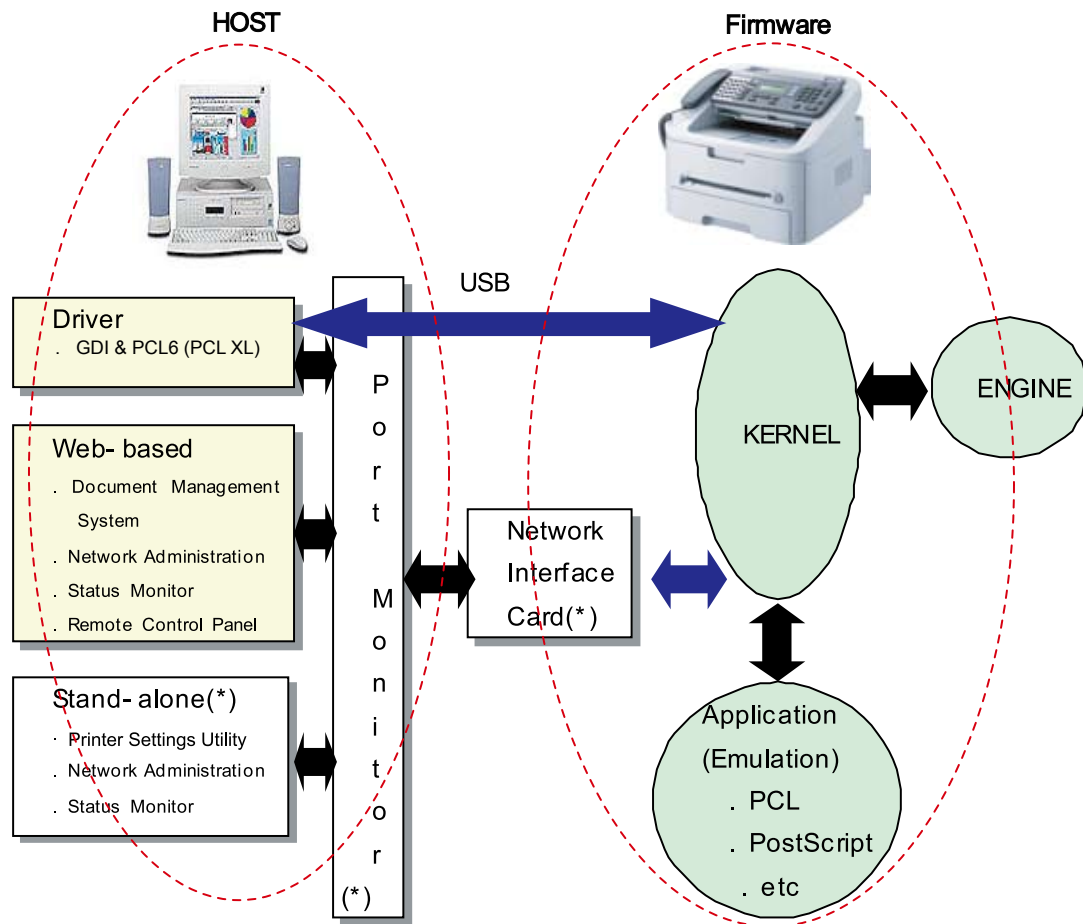 HOST
Firmware
USB
Driver
. GDI & PCL6 (PCL XL)
Web- based
. Document Management
System
. Network Administration
. Status Monitor
. Remote Control Panel
Stand- alone(*)
. Printer Settings Utility
. Network Administration
. Status Monitor
Port Monitor
(*)
Network
Interface
Card(*)
KERNEL
ENGINE
Application
(Emulation)
. PCL
. PostScript
. etc